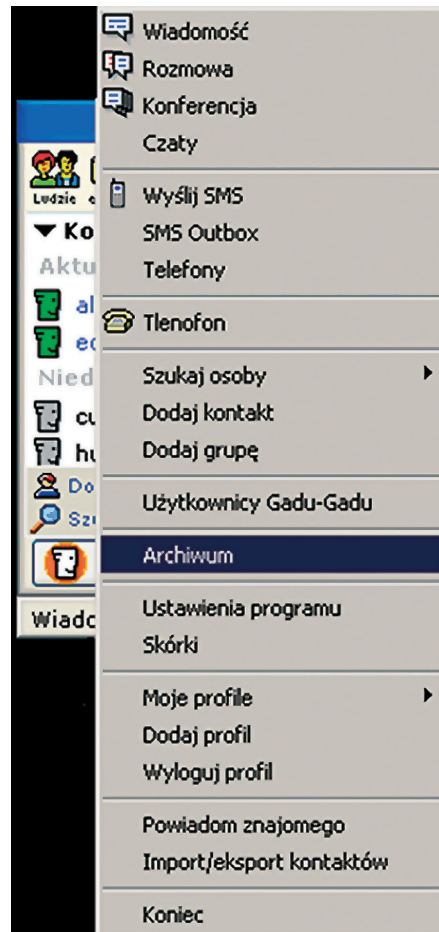 Wiadomość
Rozmowa
Konferencja
Czaty
Wyślij SMS
SMS Outbox
Telefony
Tlenofon
Szukaj osoby
Dodaj kontakt
Dodaj grupę
Użytkownicy Gadu-Gadu
Archiwum
Ustawienia programu
Skórki
Moje profile
Dodaj profil
Wyloguj profil
Powiadom znajomego
Import/eksport kontaktów
Koniec
Ludzie